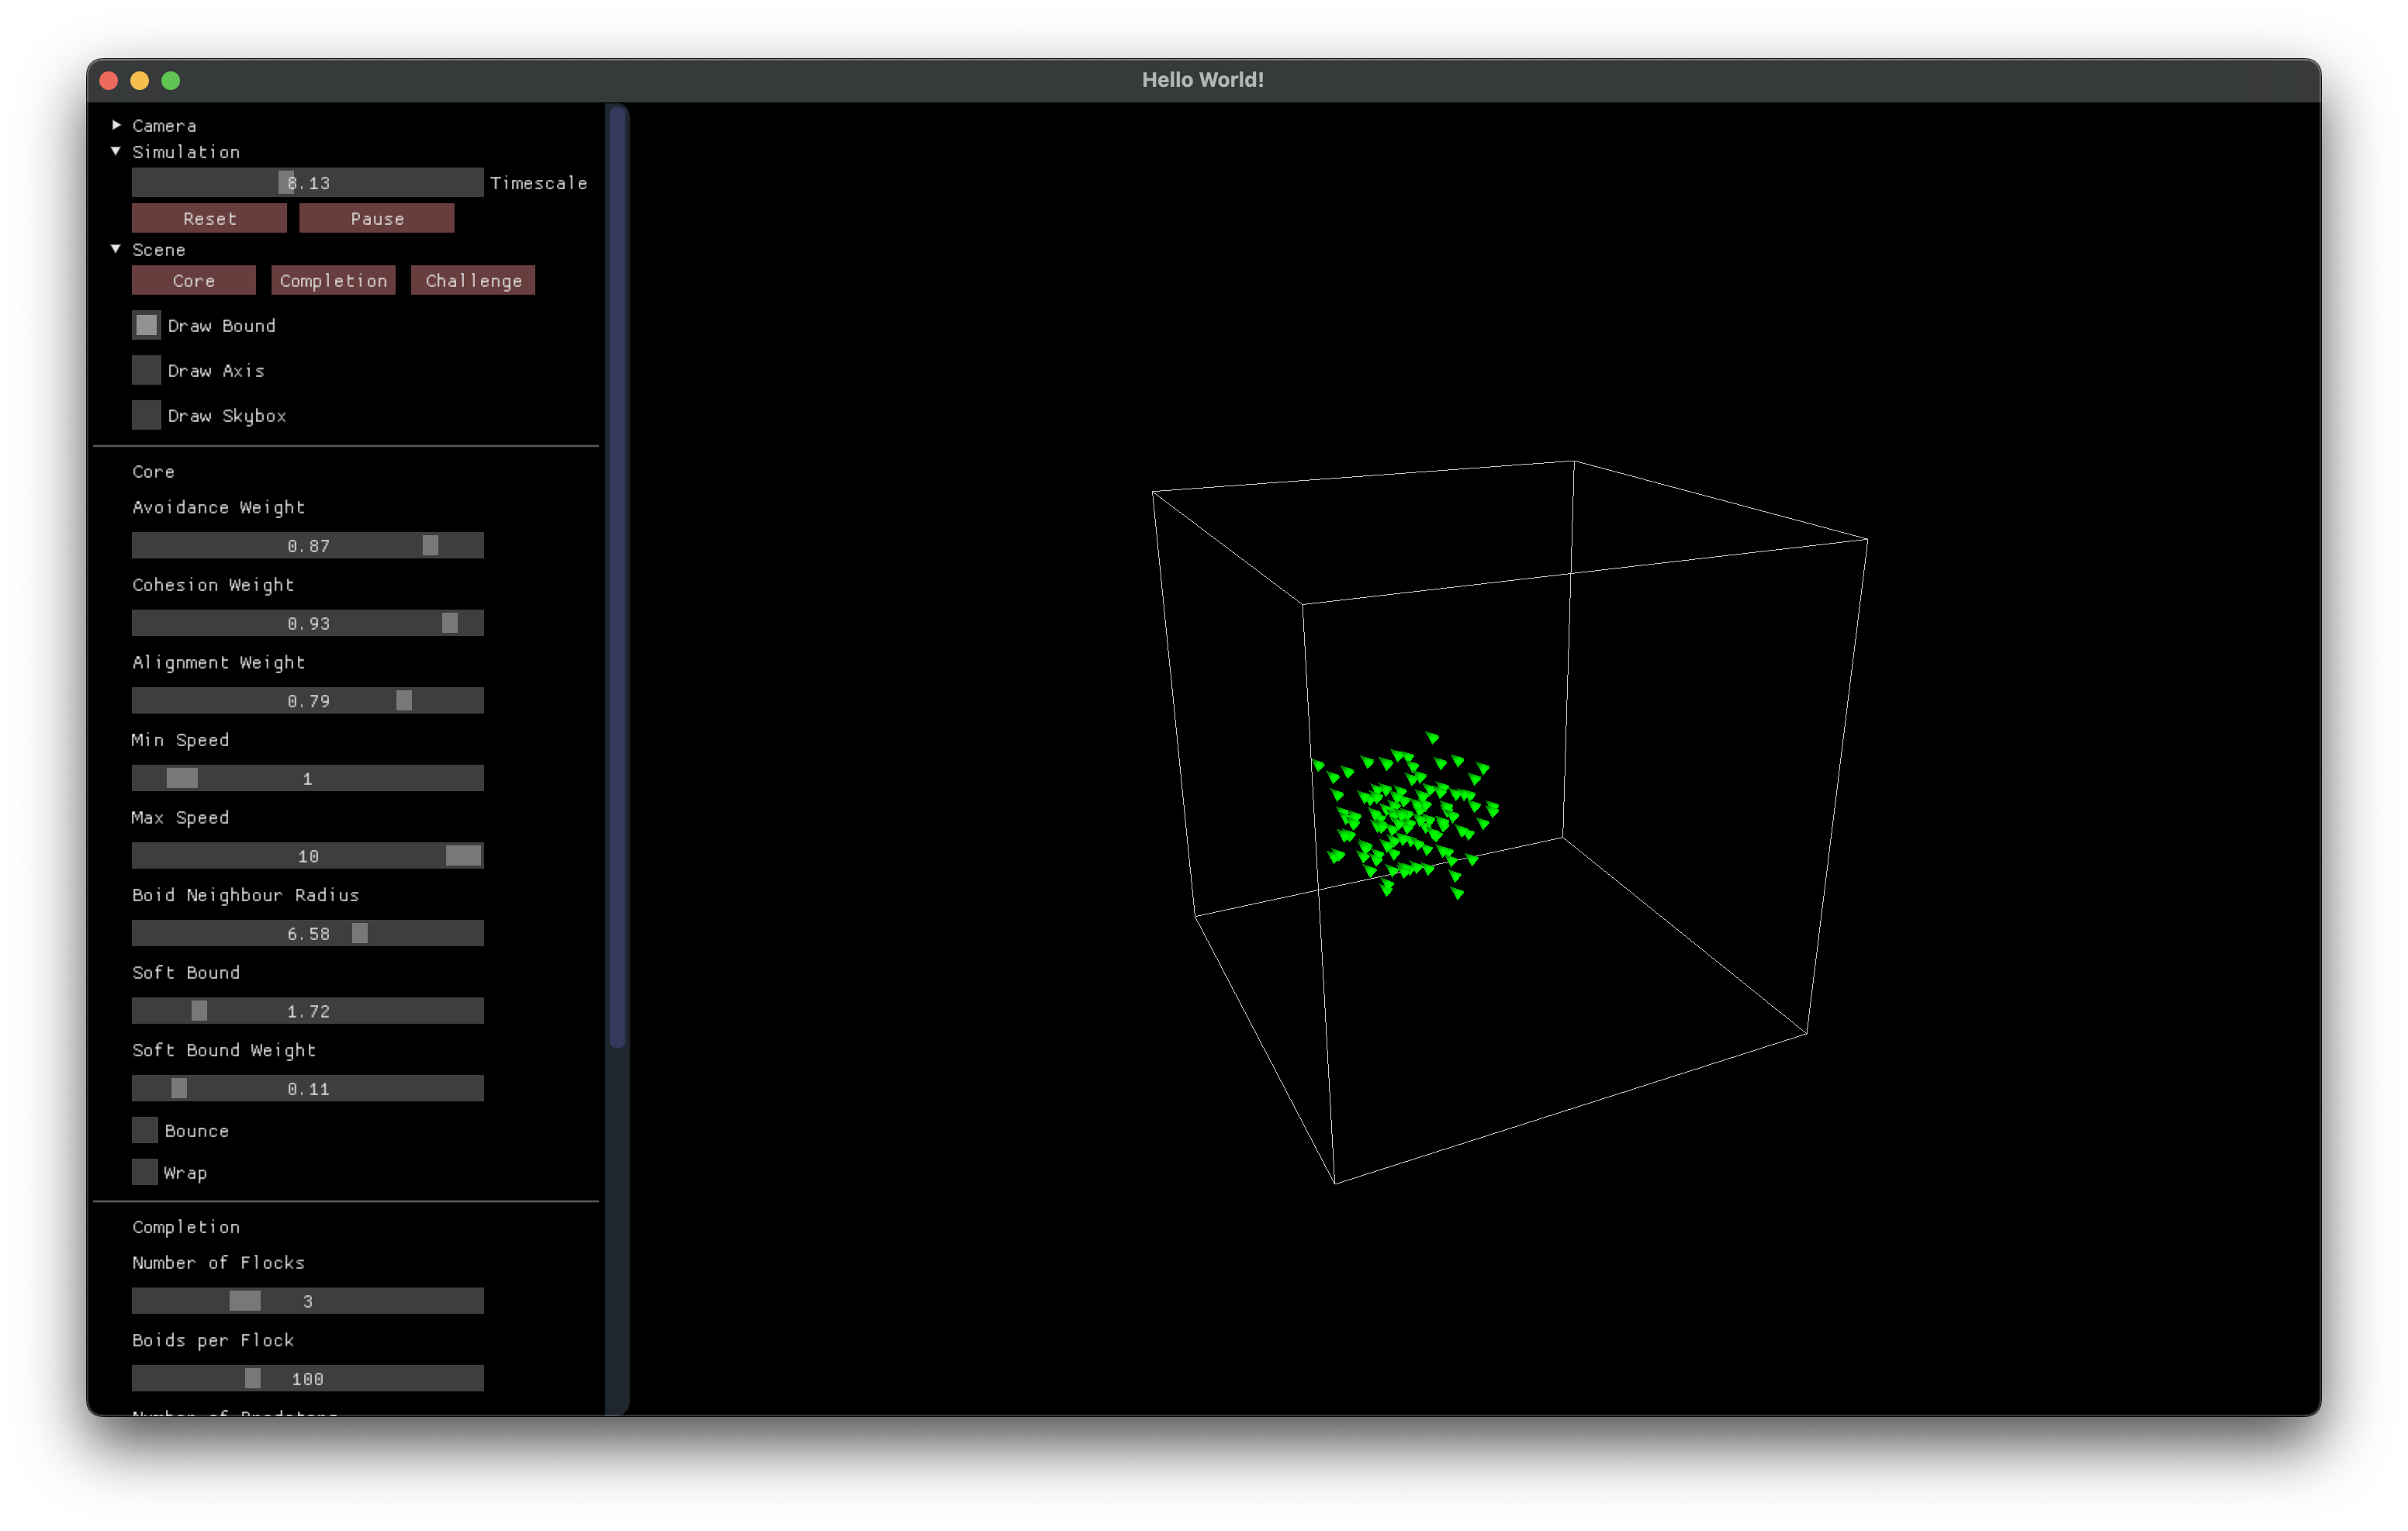 Hello World!
Camera
Simulation
8.13 Timescale
Reset Pause
Scene
Core Completion Challenge
Draw Bound
Draw Axis
Draw Skybox
Core
Avoidance Weight
0.87
Cohesion Weight
0.93
Alignment Weight
0.79
Min Speed
1
Max Speed
10
Boid Neighbour Radius
6.58
Soft Bound
1.72
Soft Bound Weight
0.11
Bounce
Wrap
Completion
Number of Flocks
3
Boids per Flock
100
Number of Predators